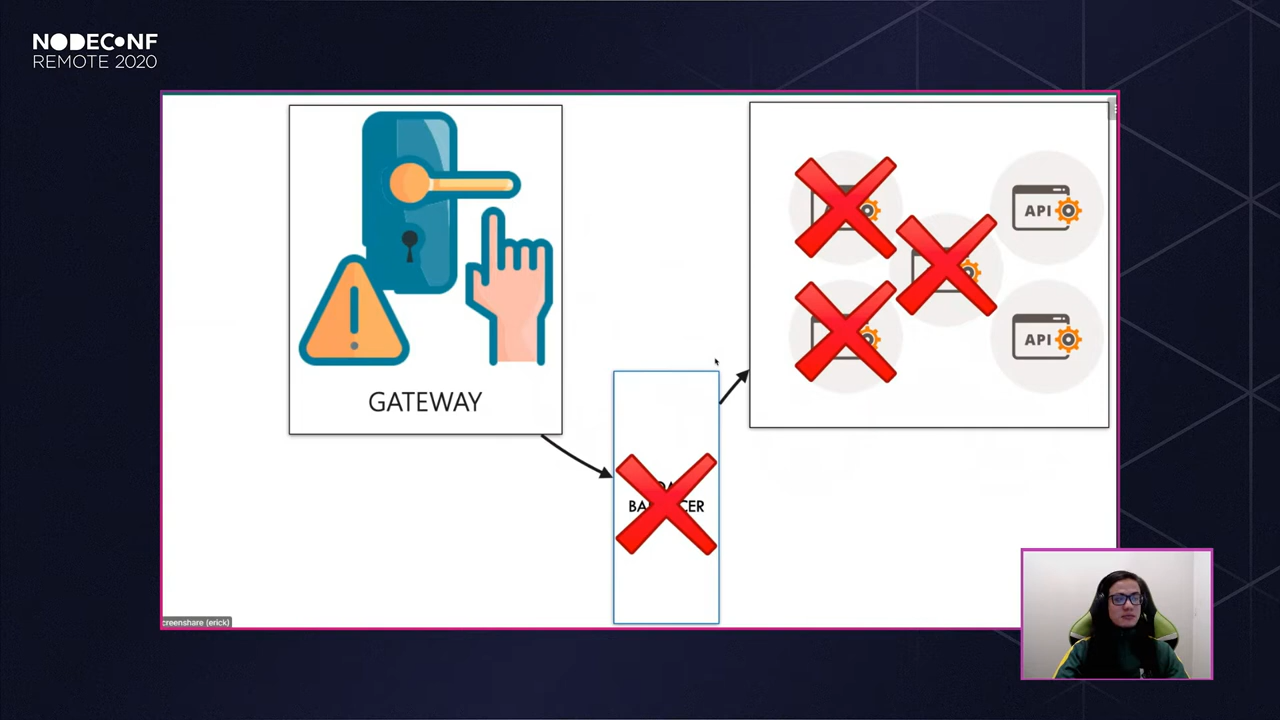 NODECONF
REMOTE 2020
GATEWAY
API
API
creenshare (erick)